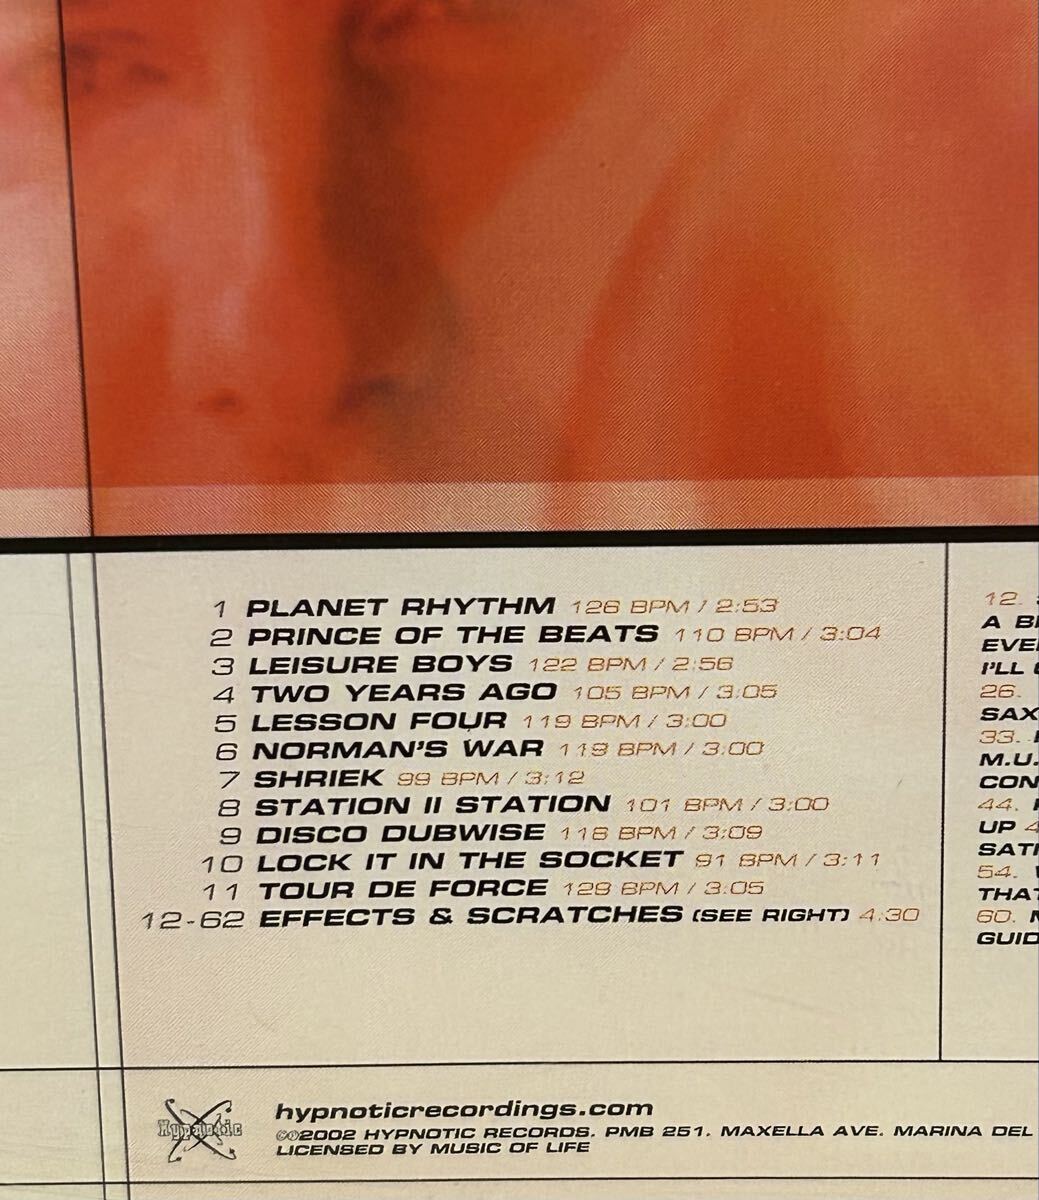 1 PLANET RHYTHM 126 BPM / 2:53
2 PRINCE OF THE BEATS 110 BPM / 3:04
3 LEISURE BOYS 122 BPM / 2:56
4 TWO YEARS AGO 105 BPM / 3:05
5 LESSON FOUR 119 BPM / 3:00
6 NORMAN'S WAR 119 BPM / 3:00
7 SHRIEK 99 BPM / 3:12
8 STATION II STATION 101 BPM / 3:00
9 DISCO DUBWISE 116 BPM / 3:09
10 LOCK IT IN THE SOCKET 91 BPM / 3:11
11 TOUR DE FORCE 129 BPM / 3:05
12-62 EFFECTS & SCRATCHES (SEE RIGHT) 4:30
12.
A
I'LL
26.
SAX
33.
M.U.
CON
44.
UP
SATI
54.
THAT
60.
GUID
Hypnotic
hypnoticrecordings.com
©℗2002 HYPNOTIC RECORDS. PMB 251. MAXELLA AVE. MARINA DEL
LICENSED BY MUSIC OF LIFE